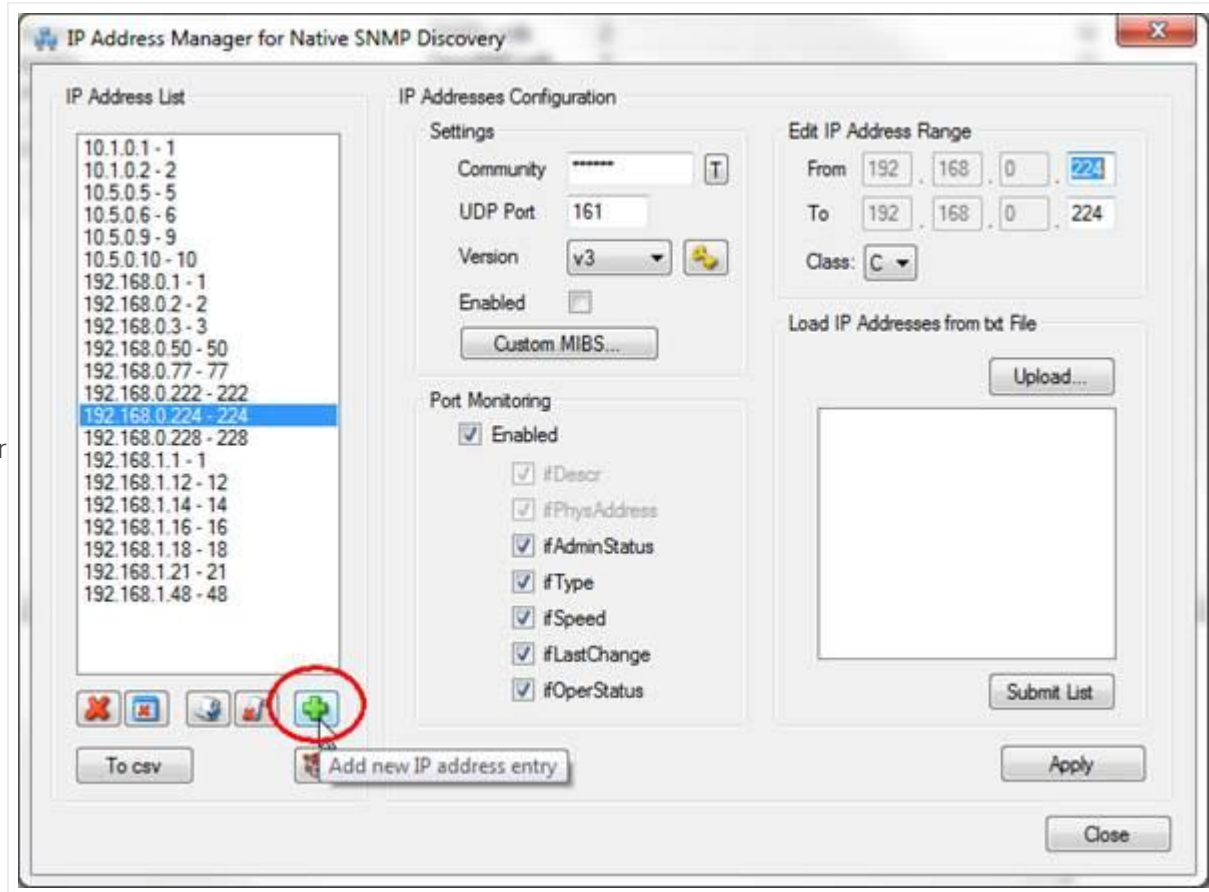 IP Address Manager for Native SNMP Discovery
IP Address List
10.1.0.1 - 1
10.1.0.2 - 2
10.5.0.5 - 5
10.5.0.6 - 6
10.5.0.9 - 9
10.5.0.10 - 10
192.168.0.1 - 1
192.168.0.2 - 2
192.168.0.3 - 3
192.168.0.50 - 50
192.168.0.77 - 77
192.168.0.222 - 222
192.168.0.224 - 224
192.168.0.228 - 228
192.168.1.1 - 1
192.168.1.12 - 12
192.168.1.14 - 14
192.168.1.16 - 16
192.168.1.18 - 18
192.168.1.21 - 21
192.168.1.48 - 48
To csv
Add new IP address entry
IP Addresses Configuration
Settings
Community ****** T
UDP Port 161
Version v3
Enabled
Custom MIBS...
Port Monitoring
Enabled
ifDescr
ifPhysAddress
ifAdminStatus
ifType
ifSpeed
ifLastChange
ifOperStatus
Edit IP Address Range
From 192 . 168 . 0 . 224
To 192 . 168 . 0 . 224
Class: C
Load IP Addresses from txt File
Upload...
Submit List
Apply
Close
r